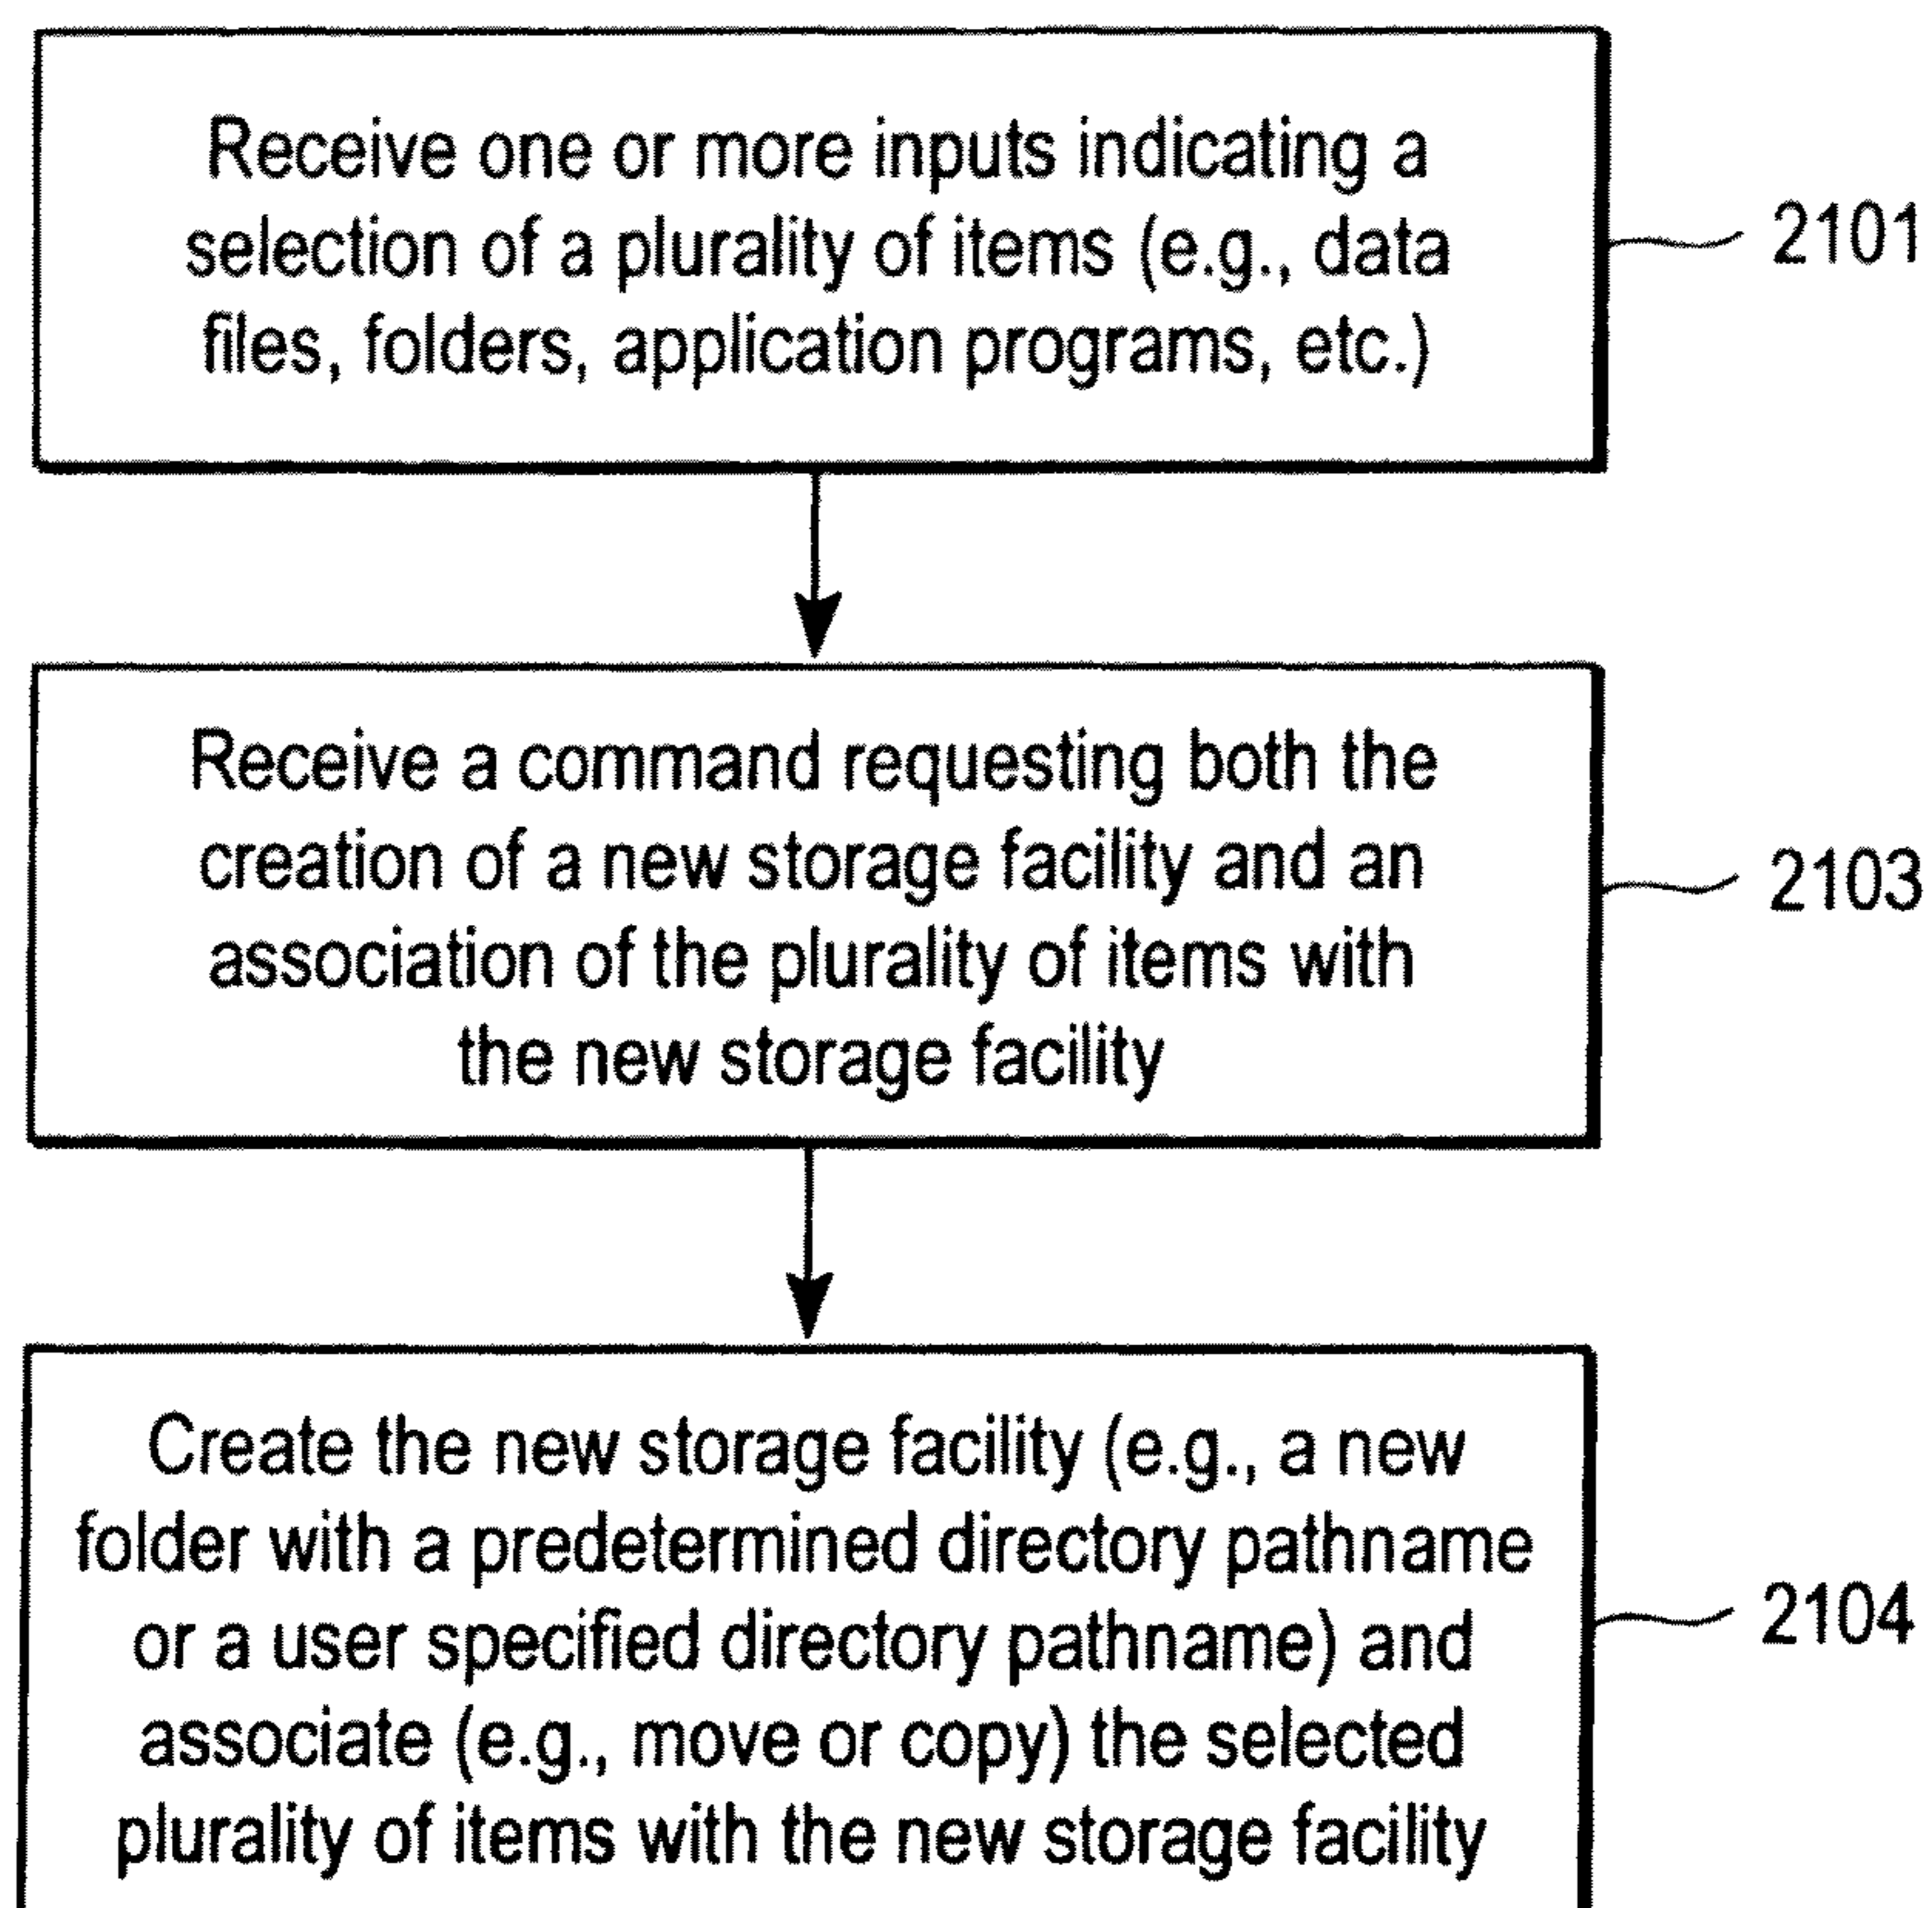 Receive one or more inputs indicating a
selection of a plurality of items (e.g., data
files, folders, application programs, etc.)
2101
Receive a command requesting both the
creation of a new storage facility and an
association of the plurality of items with
the new storage facility
2103
Create the new storage facility (e.g., a new
folder with a predetermined directory pathname
or a user specified directory pathname) and
associate (e.g., move or copy) the selected
plurality of items with the new storage facility
2104